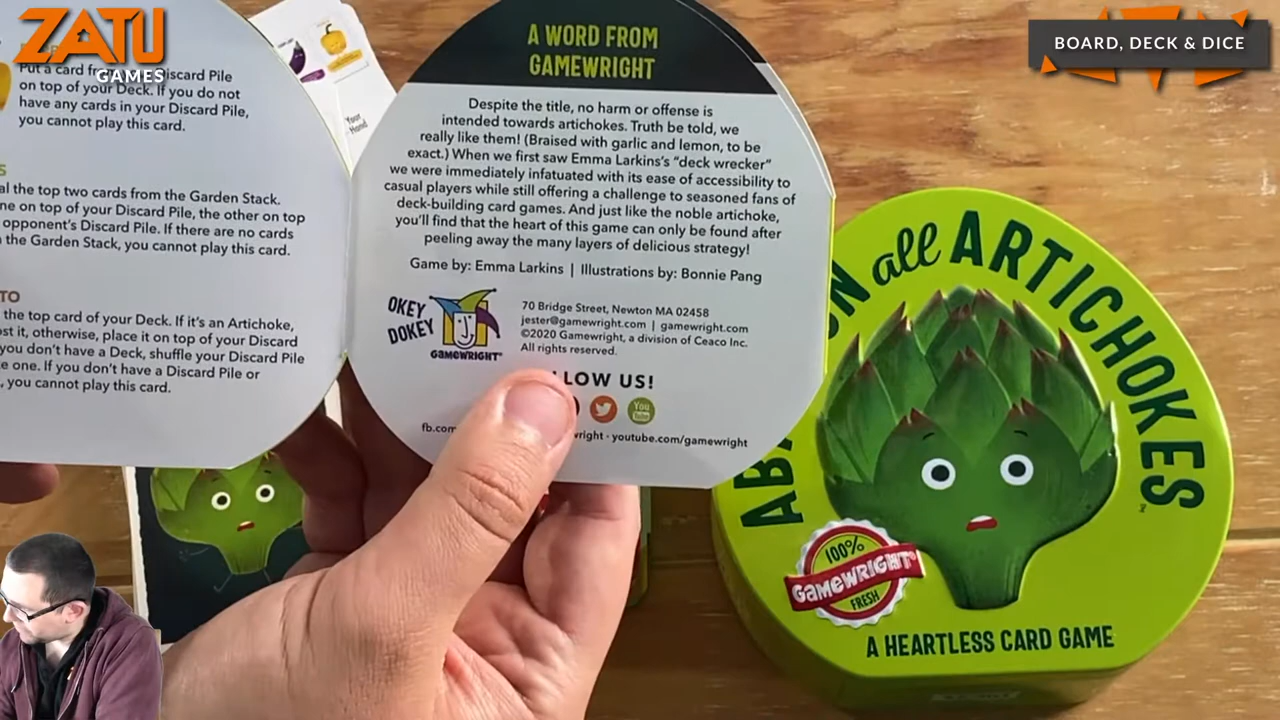 ZATU
GAMES
BOARD, DECK & DICE
Put a card from Discard Pile
on top of your Deck. If you do not
have any cards in your Discard Pile,
you cannot play this card.
the top two cards from the Garden Stack.
one on top of your Discard Pile, the other on top
opponent's Discard Pile. If there are no cards
the Garden Stack, you cannot play this card.
the top card of your Deck. If it's an Artichoke,
it, otherwise, place it on top of your Discard
you don't have a Deck, shuffle your Discard Pile
one. If you don't have a Discard Pile or
, you cannot play this card.
Your
Hand
A WORD FROM
GAMEWRIGHT
Despite the title, no harm or offense is
intended towards artichokes. Truth be told, we
really like them! (Braised with garlic and lemon, to be
exact.) When we first saw Emma Larkins's "deck wrecker"
we were immediately infatuated with its ease of accessibility to
casual players while still offering a challenge to seasoned fans of
deck-building card games. And just like the noble artichoke,
you'll find that the heart of this game can only be found after
peeling away the many layers of delicious strategy!
Game by: Emma Larkins | Illustrations by: Bonnie Pang
OKEY
DOKEY
GAMEWRIGHT®
70 Bridge Street, Newton MA 02458
jester@gamewright.com | gamewright.com
©2020 Gamewright, a division of Ceaco Inc.
All rights reserved.
LOW US!
You
Tube
fb.com wright · youtube.com/gamewright
all ARTICHOKES™
100%
GAMEWRIGHT®
FRESH
A HEARTLESS CARD GAME